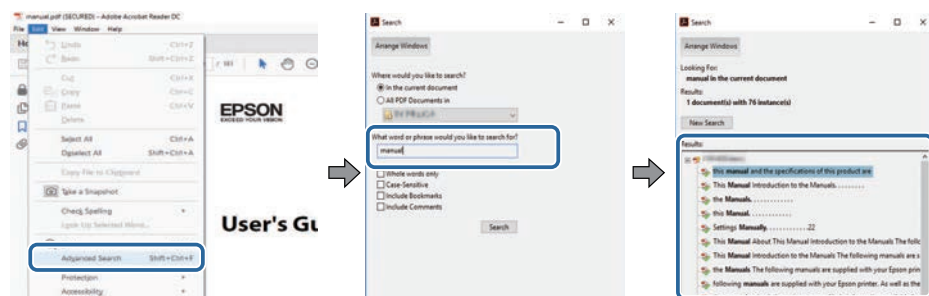 manual.pdf (SECURED) - Adobe Acrobat Reader DC
File Edit View Window Help
Undo Ctrl+Z
Redo Shift+Ctrl+Z
Cut Ctrl+X
Copy Ctrl+C
Paste Ctrl+V
Delete
Select All Ctrl+A
Deselect All Shift+Ctrl+A
Copy File to Clipboard
Take a Snapshot
Check Spelling
Look Up Selected Word...
Advanced Search Shift+Ctrl+F
Protection
Accessibility
EPSON
EXCEED YOUR VISION
User's Gu
Search
Arrange Windows
Where would you like to search?
In the current document
All PDF Documents in
What word or phrase would you like to search for?
manual
Whole words only
Case-Sensitive
Include Bookmarks
Include Comments
Search
Search
Arrange Windows
Looking For:
manual in the current document
Results:
1 document(s) with 76 instance(s)
New Search
Results:
this manual and the specifications of this product are
This Manual Introduction to the Manuals. . . . . . . . .
the Manuals. . . . . . . . . . . . .
this Manual. . . . . . . . . . . . .
Settings Manually. . . . . . . . . . . . .22
This Manual About This Manual Introduction to the Manuals The follo
This Manual Introduction to the Manuals The following manuals are s
the Manuals The following manuals are supplied with your Epson prin
following manuals are supplied with your Epson printer. As well as the